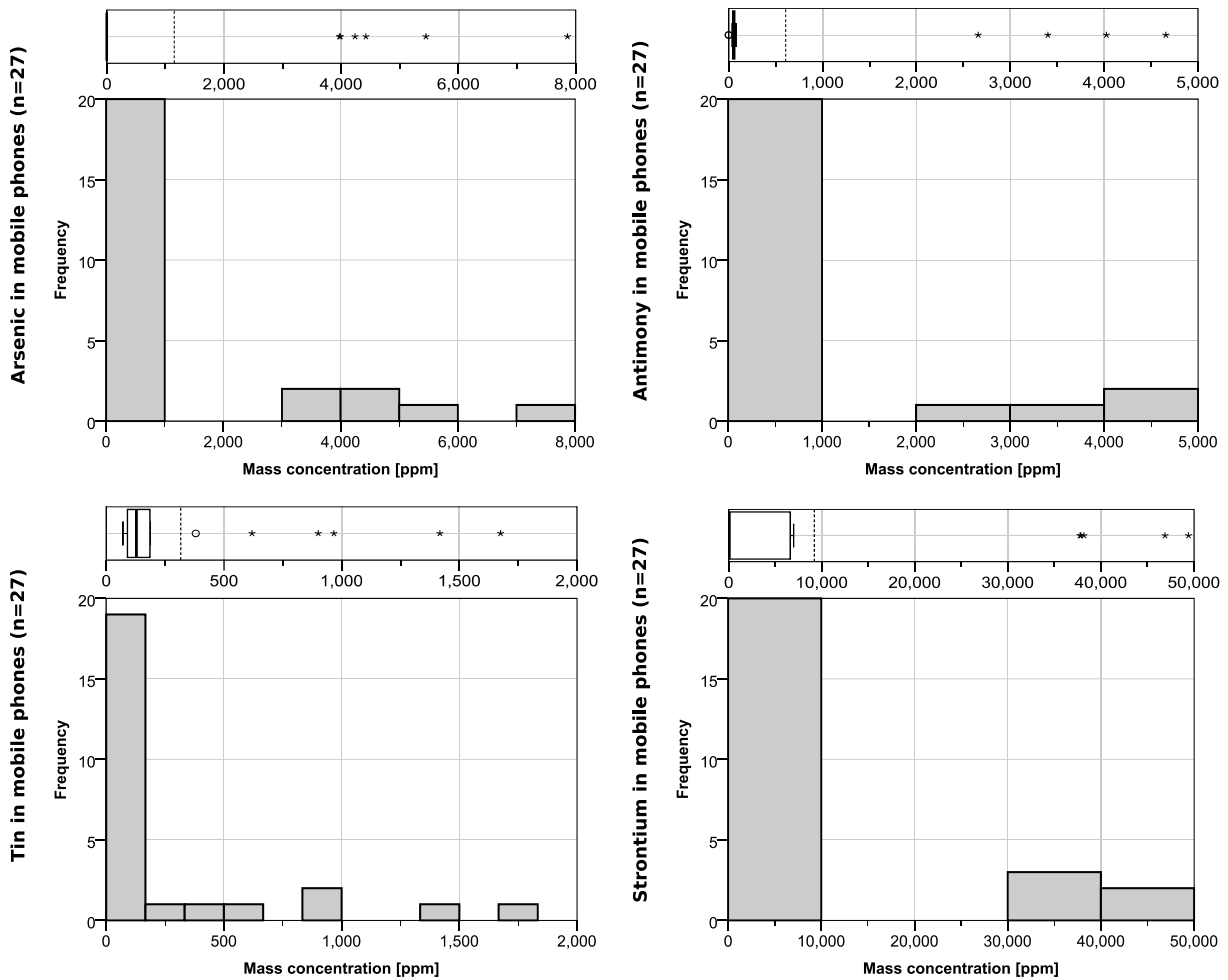 Arsenic in mobile phones (n=27)
0 2,000 4,000 6,000 8,000
Frequency
20
15
10
5
0
0 2,000 4,000 6,000 8,000
Mass concentration [ppm]
Antimony in mobile phones (n=27)
0 1,000 2,000 3,000 4,000 5,000
Frequency
20
15
10
5
0
0 1,000 2,000 3,000 4,000 5,000
Mass concentration [ppm]
Tin in mobile phones (n=27)
0 500 1,000 1,500 2,000
Frequency
20
15
10
5
0
0 500 1,000 1,500 2,000
Mass concentration [ppm]
Strontium in mobile phones (n=27)
0 10,000 20,000 30,000 40,000 50,000
Frequency
20
15
10
5
0
0 10,000 20,000 30,000 40,000 50,000
Mass concentration [ppm]